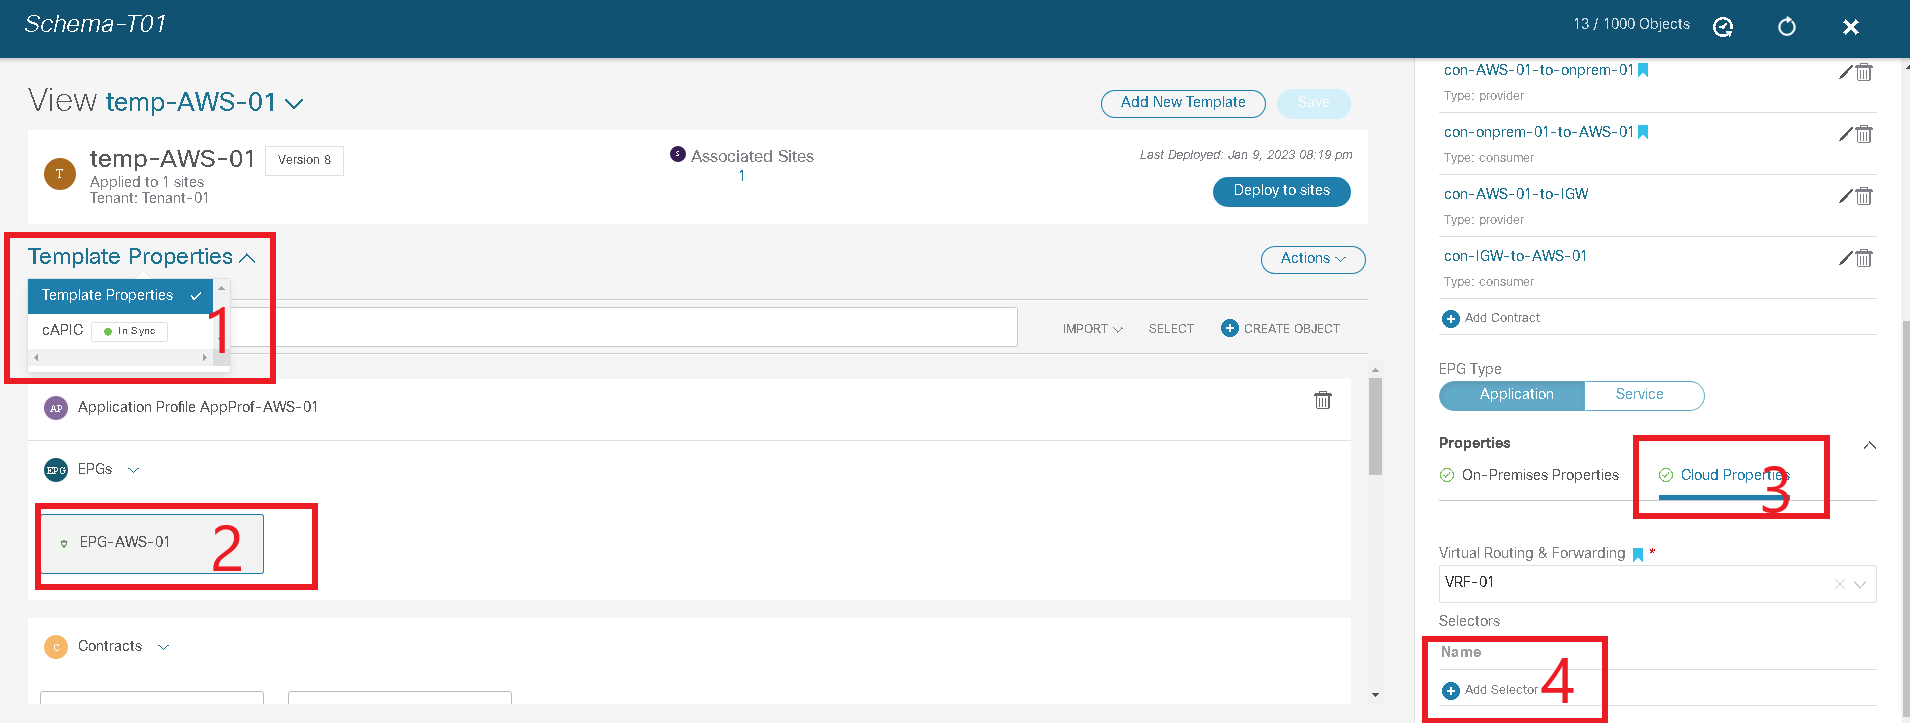 Schema-T01
13 / 1000 Objects
View temp-AWS-01
Add New Template
Save
T
temp-AWS-01
Version 8
Applied to 1 sites
Tenant: Tenant-01
S
Associated Sites
1
Last Deployed: Jan 9, 2023 08:19 pm
Deploy to sites
Template Properties
Actions
Template Properties
cAPIC
In Sync
1
IMPORT
SELECT
CREATE OBJECT
AP
Application Profile AppProf-AWS-01
EPG
EPGs
EPG-AWS-01
2
C
Contracts
con-AWS-01-to-onprem-01
Type: provider
con-onprem-01-to-AWS-01
Type: consumer
con-AWS-01-to-IGW
Type: provider
con-IGW-to-AWS-01
Type: consumer
Add Contract
EPG Type
Application
Service
Properties
On-Premises Properties
Cloud Properties
3
Virtual Routing & Forwarding *
VRF-01
Selectors
Name
Add Selector
4